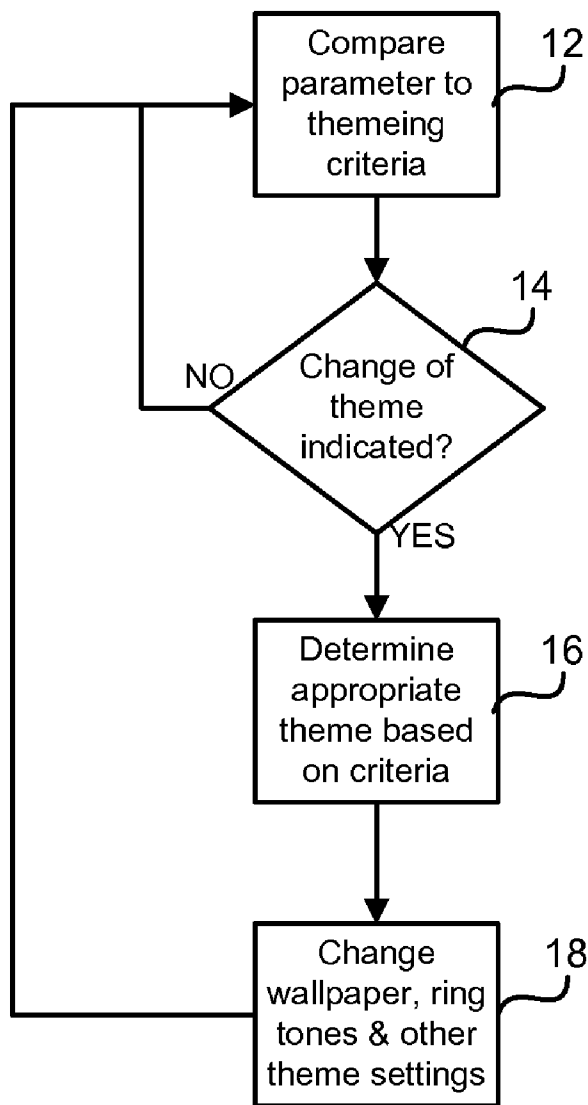 Compare
parameter to
themeing
criteria
12
14
NO
Change of
theme
indicated?
YES
Determine
appropriate
theme based
on criteria
16
Change
wallpaper, ring
tones & other
theme settings
18